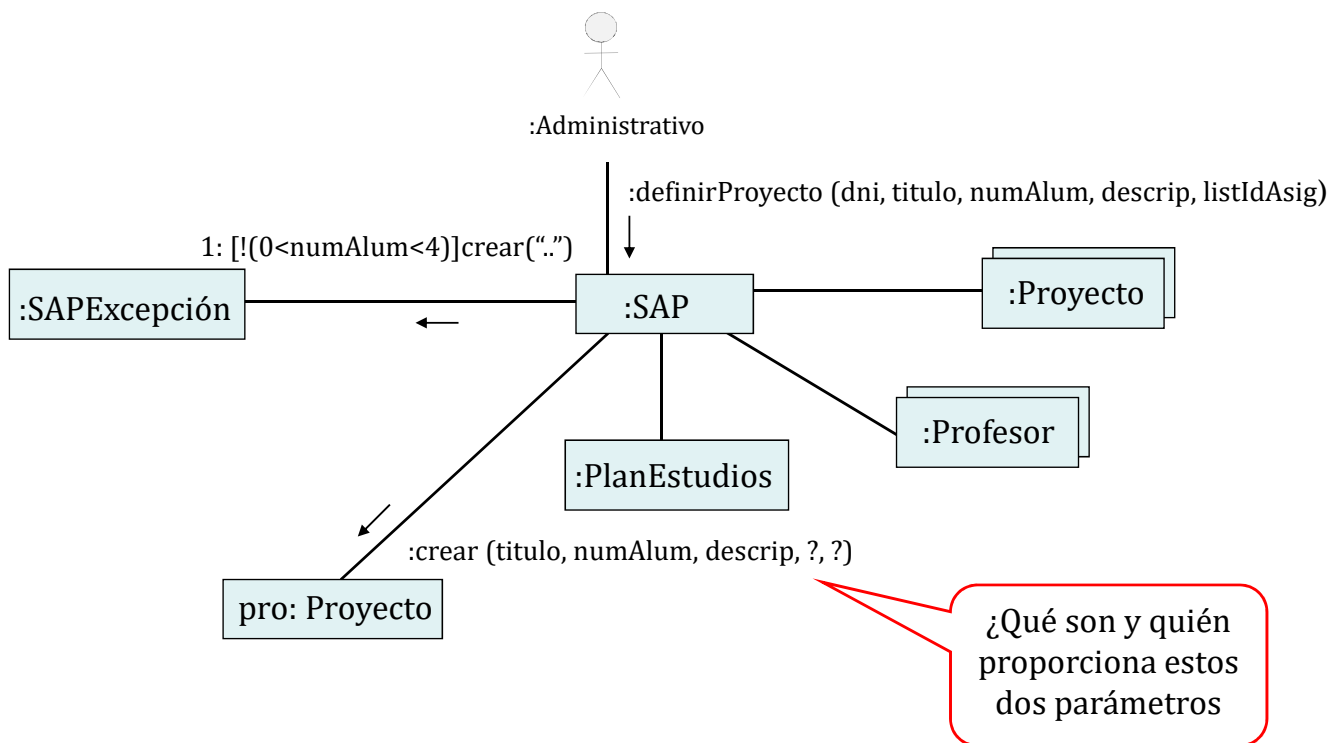 :Administrativo
:definirProyecto (dni, titulo, numAlum, descrip, listIdAsig)
1: [!(0<numAlum<4)]crear(“..”)
:SAPExcepción
:SAP
:Proyecto
:Profesor
:PlanEstudios
:crear (titulo, numAlum, descrip, ?, ?)
pro: Proyecto
¿Qué son y quién
proporciona estos
dos parámetros